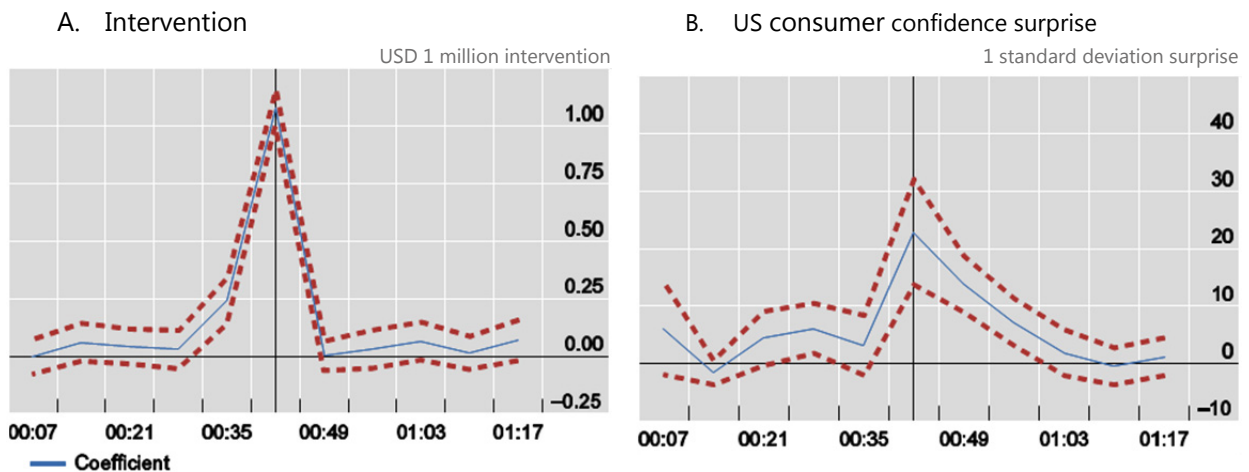 A. Intervention
USD 1 million intervention
1.00
0.75
0.50
0.25
0.00
–0.25
00:07 00:21 00:35 00:49 01:03 01:17
Coefficient
B. US consumer confidence surprise
1 standard deviation surprise
40
30
20
10
0
–10
00:07 00:21 00:35 00:49 01:03 01:17